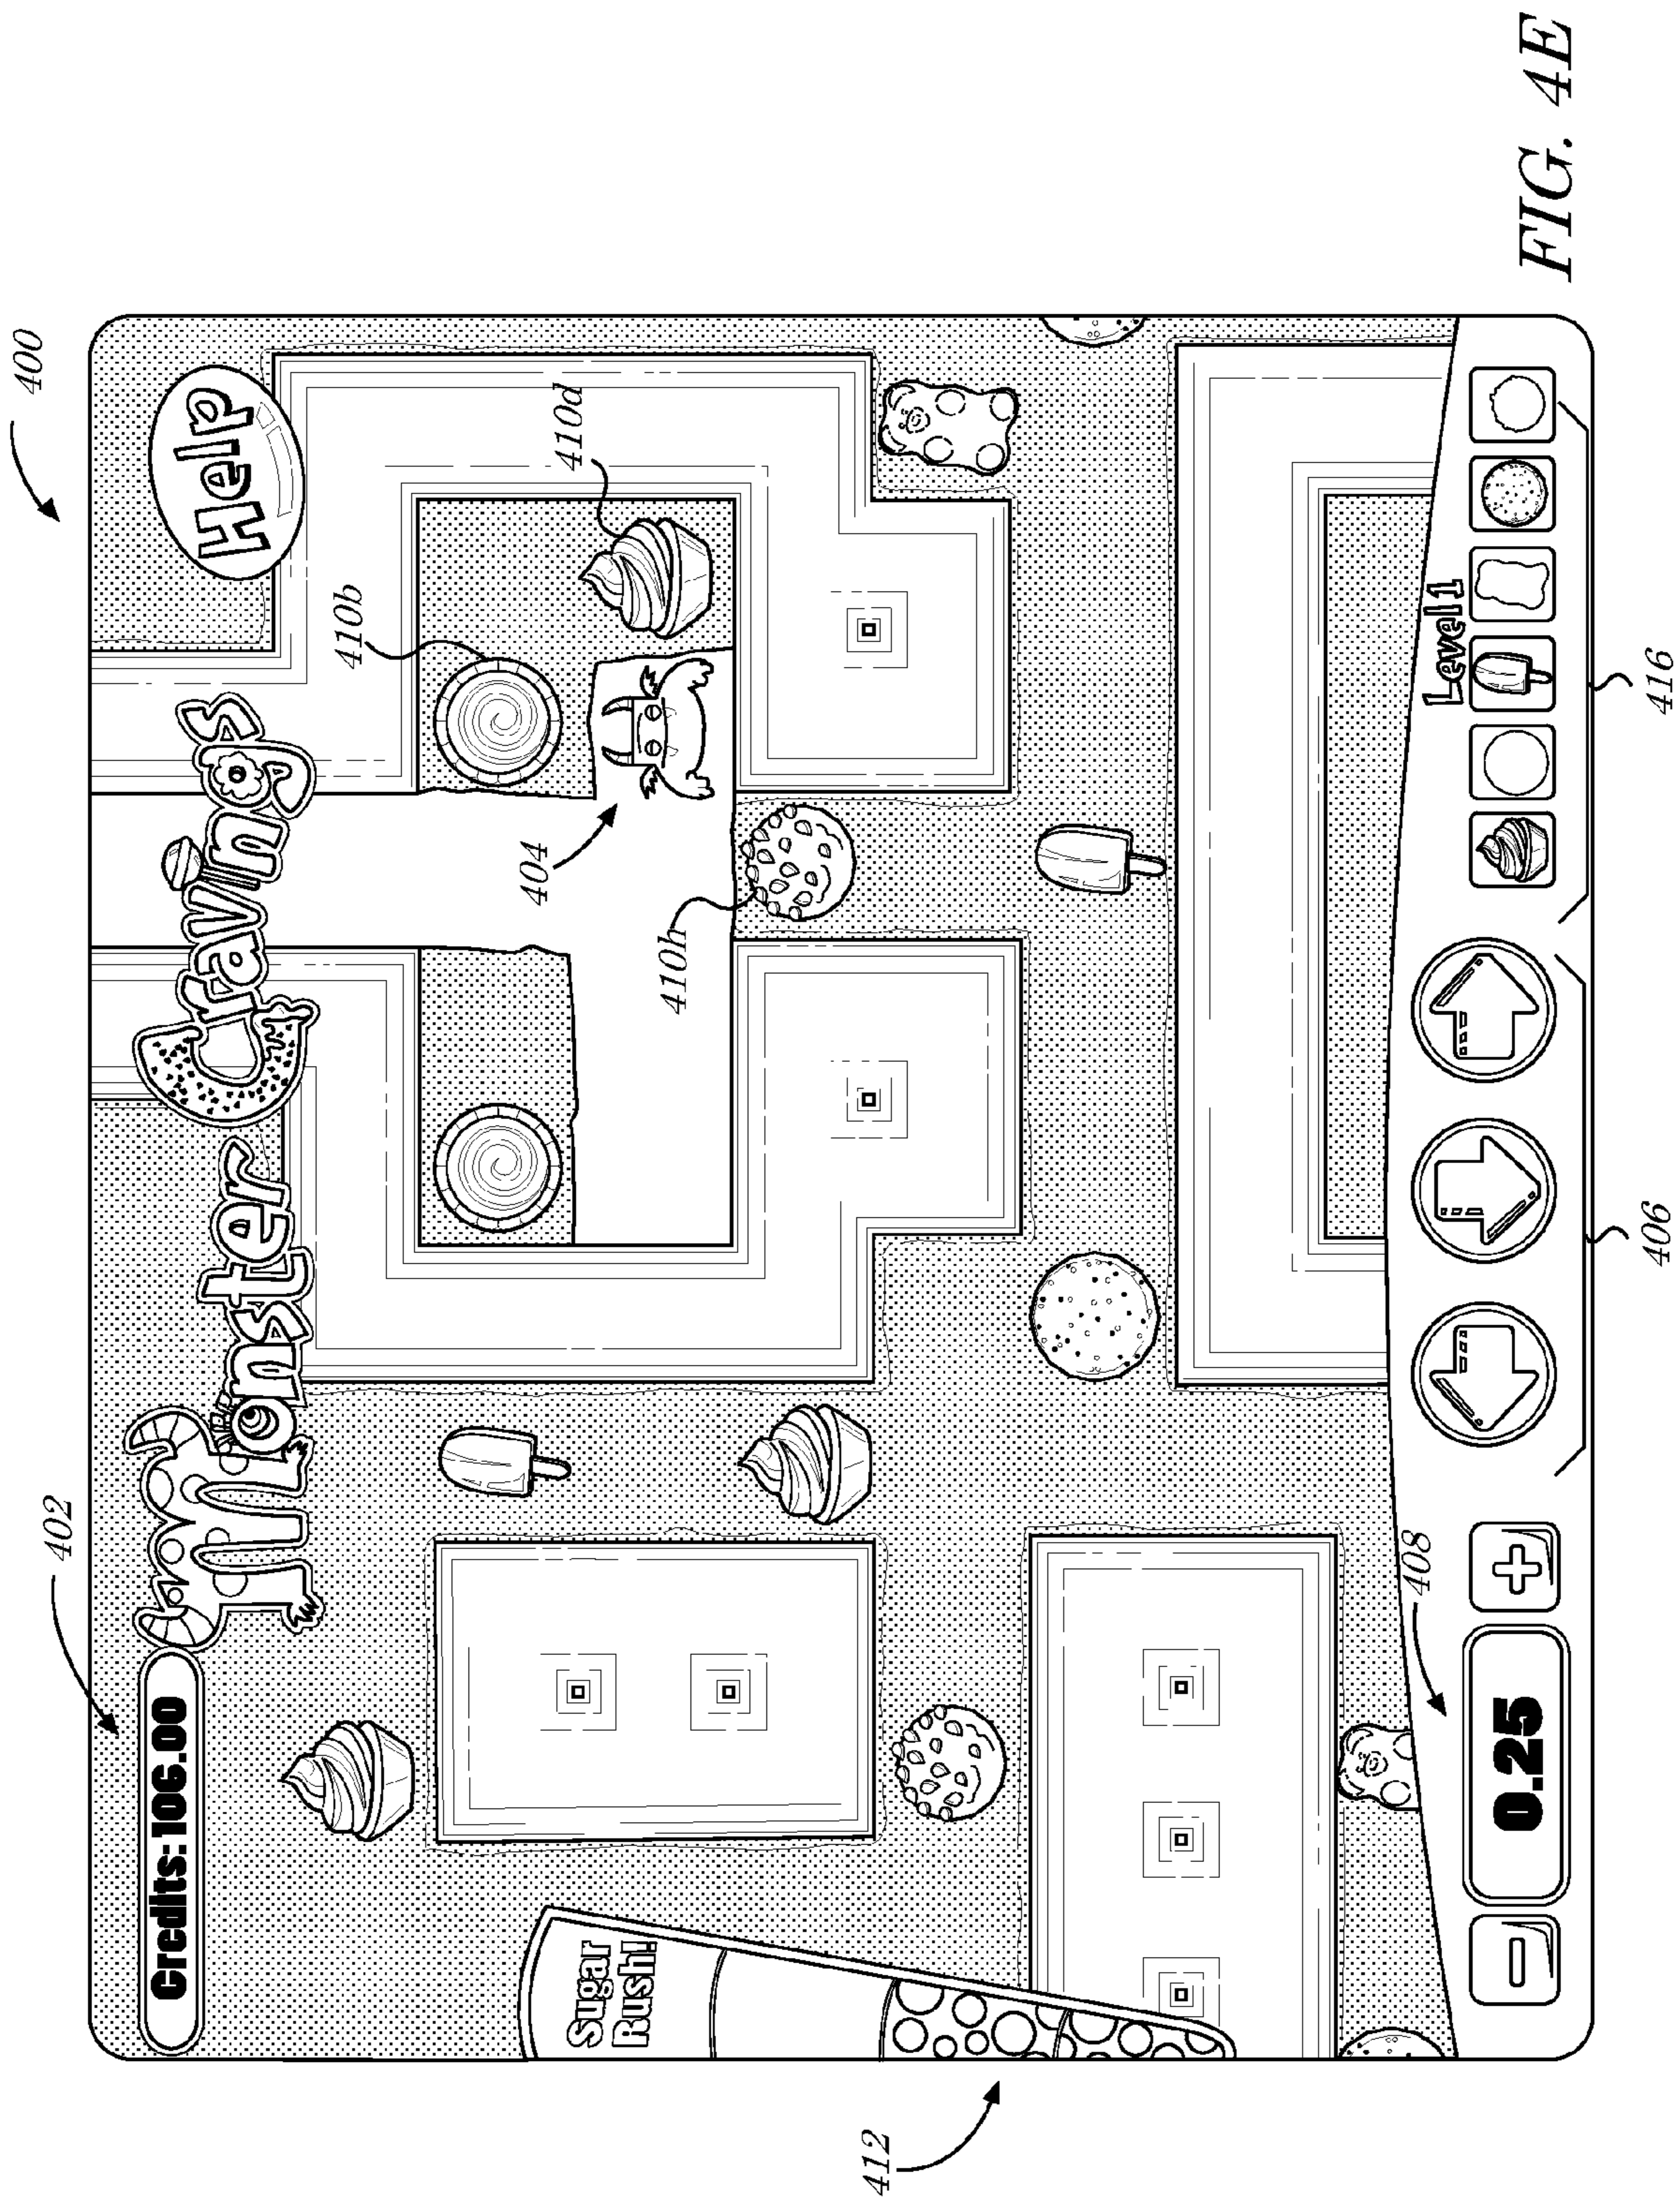 400
402
Credits: 106.00
Monster Cravings
Help
410b
410d
404
410h
412
Sugar
Rush!
408
0.25
Level 1
406
416
FIG. 4E